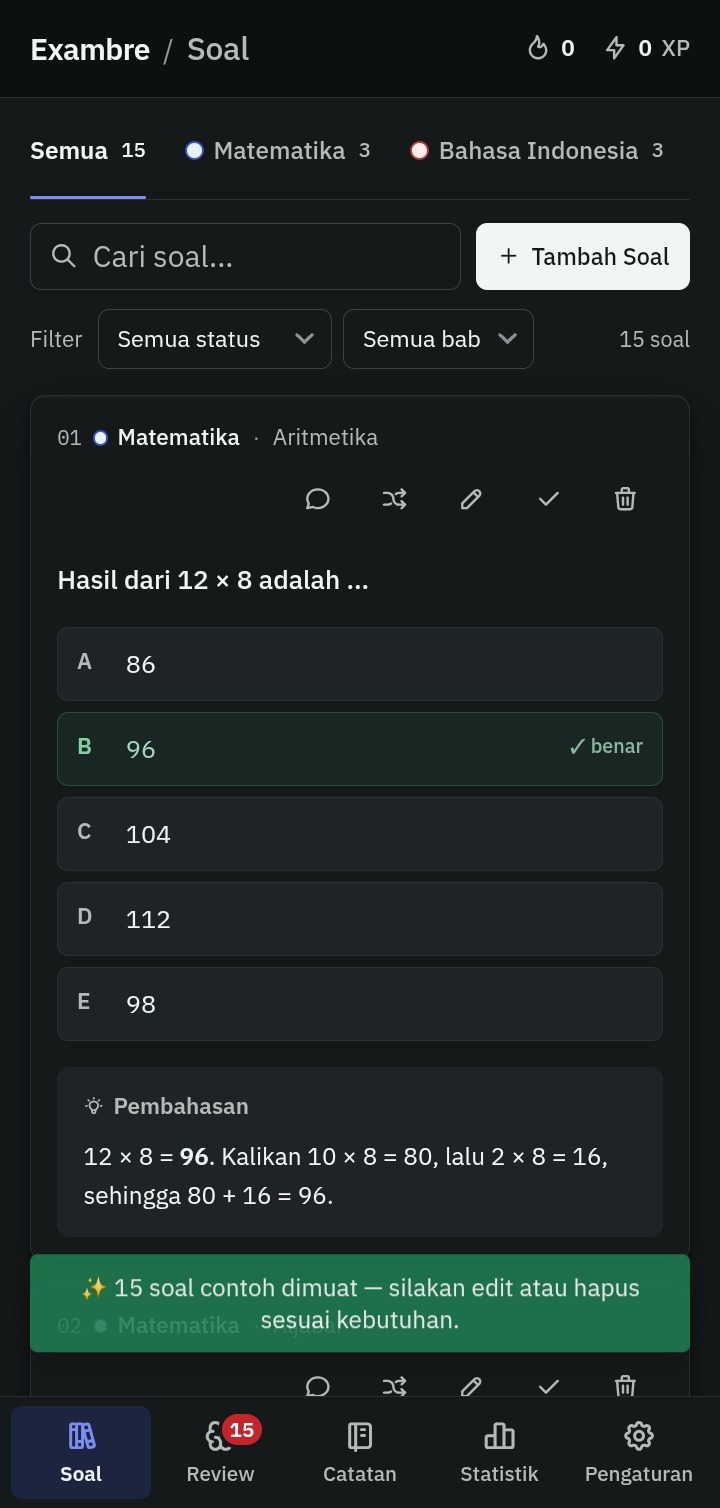 Exambre / Soal 0 0 XP
Semua 15 Matematika 3 Bahasa Indonesia 3
Cari soal...
+ Tambah Soal
Filter Semua status Semua bab 15 soal
01 Matematika · Aritmetika
Hasil dari 12 × 8 adalah ...
A 86
B 96 ✓ benar
C 104
D 112
E 98
Pembahasan
12 × 8 = 96. Kalikan 10 × 8 = 80, lalu 2 × 8 = 16,
sehingga 80 + 16 = 96.
✨ 15 soal contoh dimuat — silakan edit atau hapus
sesuai kebutuhan.
02 Matematika
15
Soal Review Catatan Statistik Pengaturan